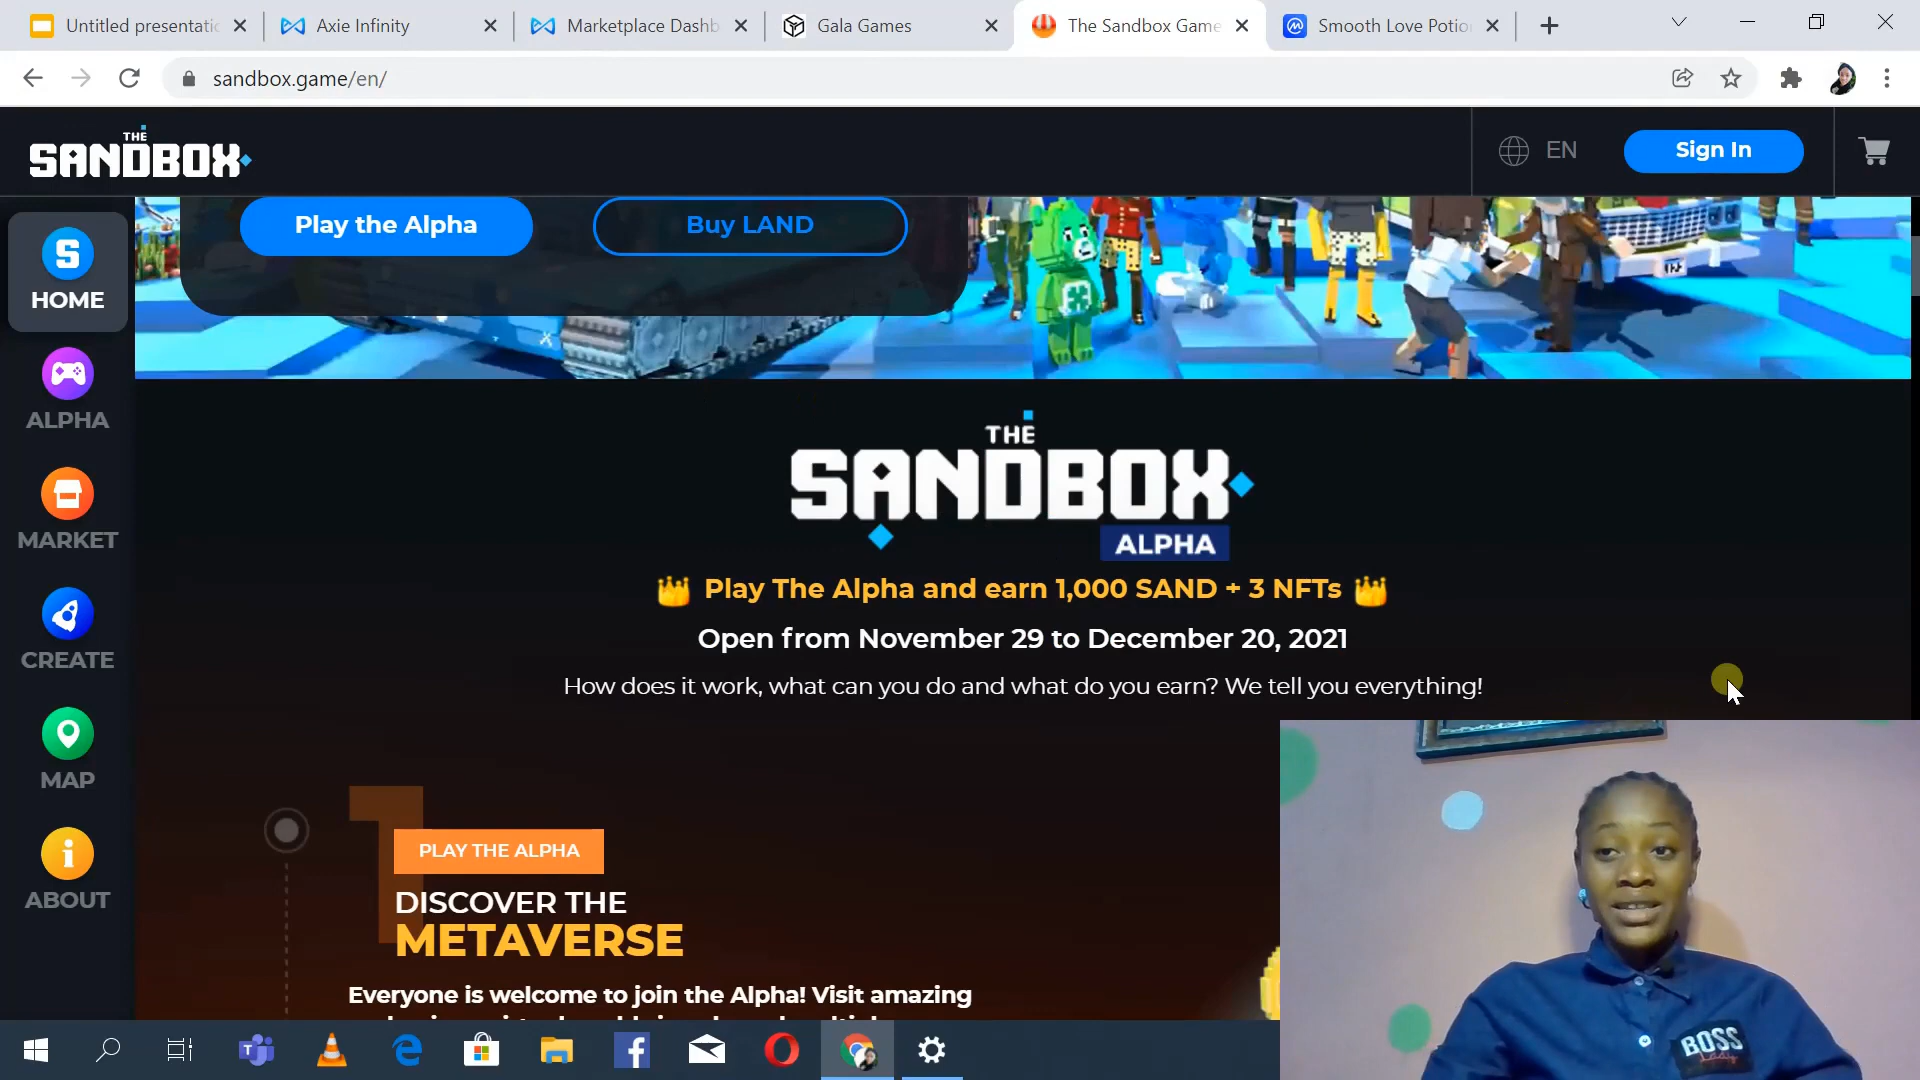 Untitled presentatic
Axie Infinity
Marketplace Dashb
Gala Games
The Sandbox Game
Smooth Love Potio
sandbox.game/en/
THE
SANDBOX
EN
Sign In
HOME
ALPHA
MARKET
CREATE
MAP
ABOUT
Play the Alpha
Buy LAND
THE
SANDBOX
ALPHA
Play The Alpha and earn 1,000 SAND + 3 NFTs
Open from November 29 to December 20, 2021
How does it work, what can you do and what do you earn? We tell you everything!
1
PLAY THE ALPHA
DISCOVER THE
METAVERSE
Everyone is welcome to join the Alpha! Visit amazing
BOSS
Lady